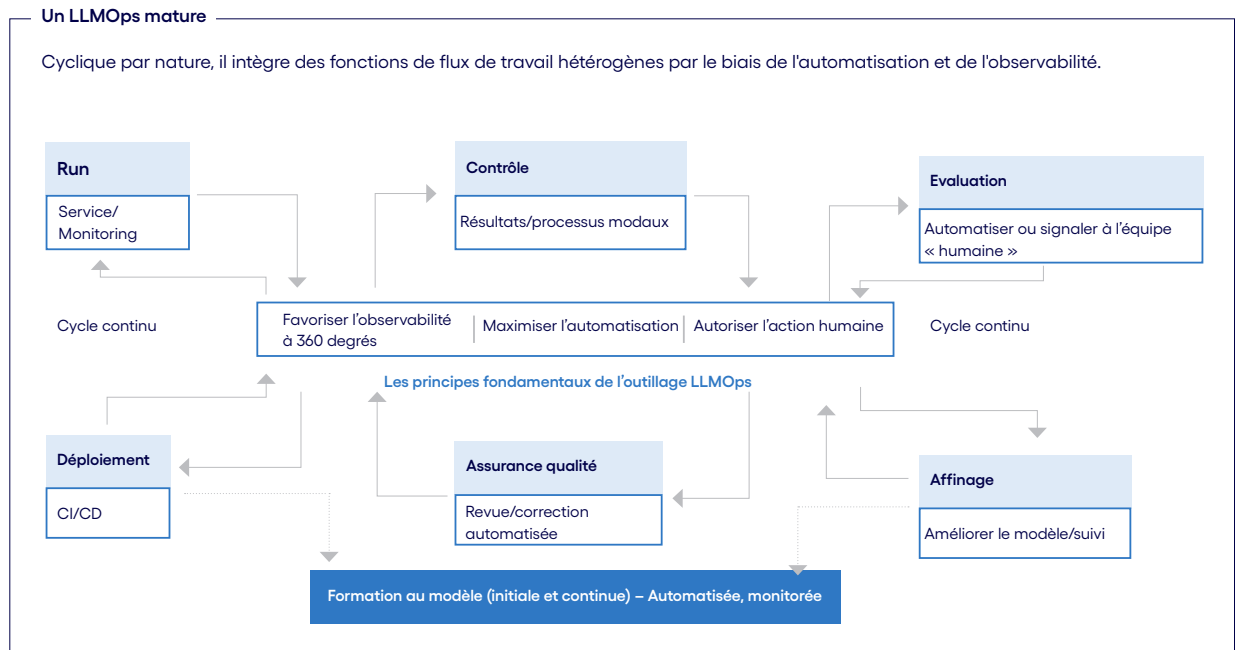 Un LLMOps mature
Cyclique par nature, il intègre des fonctions de flux de travail hétérogènes par le biais de l'automatisation et de l'observabilité.
Run
Service/
Monitoring
Contrôle
Résultats/processus modaux
Evaluation
Automatiser ou signaler à l'équipe
« humaine »
Cycle continu
Favoriser l'observabilité
à 360 degrés
Maximiser l'automatisation
Autoriser l'action humaine
Cycle continu
Les principes fondamentaux de l'outillage LLMOps
Déploiement
CI/CD
Assurance qualité
Revue/correction
automatisée
Affinage
Améliorer le modèle/suivi
Formation au modèle (initiale et continue) – Automatisée, monitorée